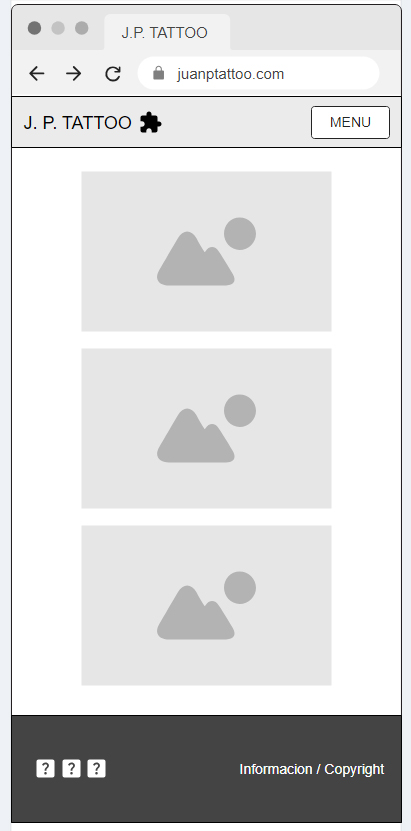 J.P. TATTOO
juanptattoo.com
J. P. TATTOO
MENU
? ? ?
Informacion / Copyright